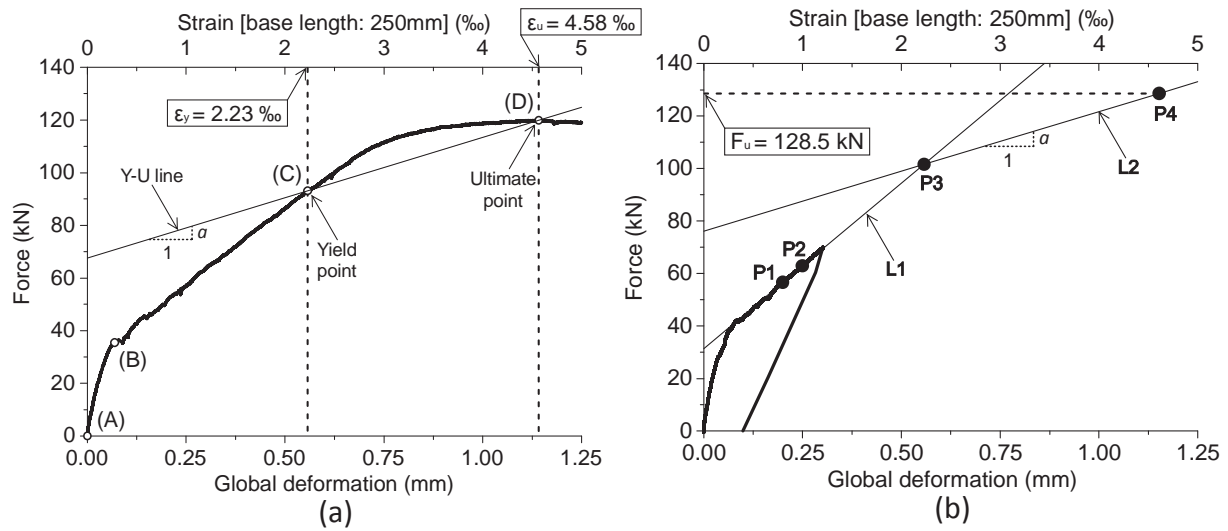 Strain [base length: 250mm] (‰)
0 1 2 3 4 5
εu = 4.58 ‰
εy = 2.23 ‰
140
120
100
80
60
40
20
0
Force (kN)
Y-U line
a
1
(A)
(B)
(C)
(D)
Yield
point
Ultimate
point
0.00 0.25 0.50 0.75 1.00 1.25
Global deformation (mm)
(a)
Strain [base length: 250mm] (‰)
0 1 2 3 4 5
140
120
100
80
60
40
20
0
Force (kN)
Fu = 128.5 kN
P1
P2
P3
P4
a
1
L1
L2
0.00 0.25 0.50 0.75 1.00 1.25
Global deformation (mm)
(b)